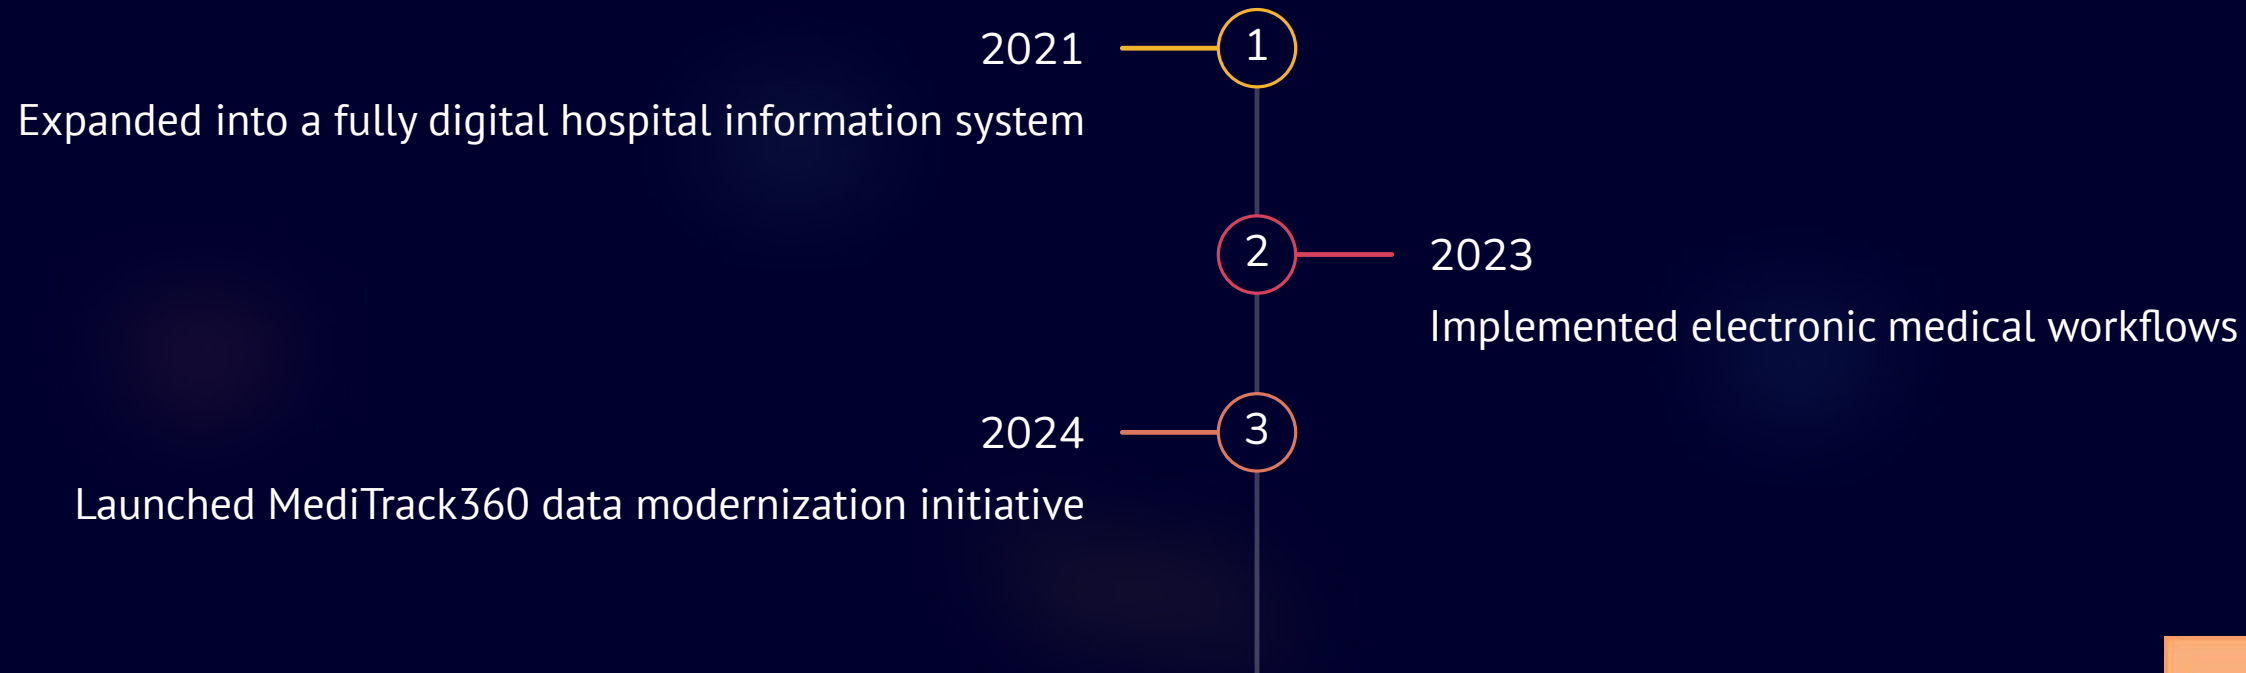 2021
1
Expanded into a fully digital hospital information system
2
2023
Implemented electronic medical workflows
2024
3
Launched MediTrack360 data modernization initiative